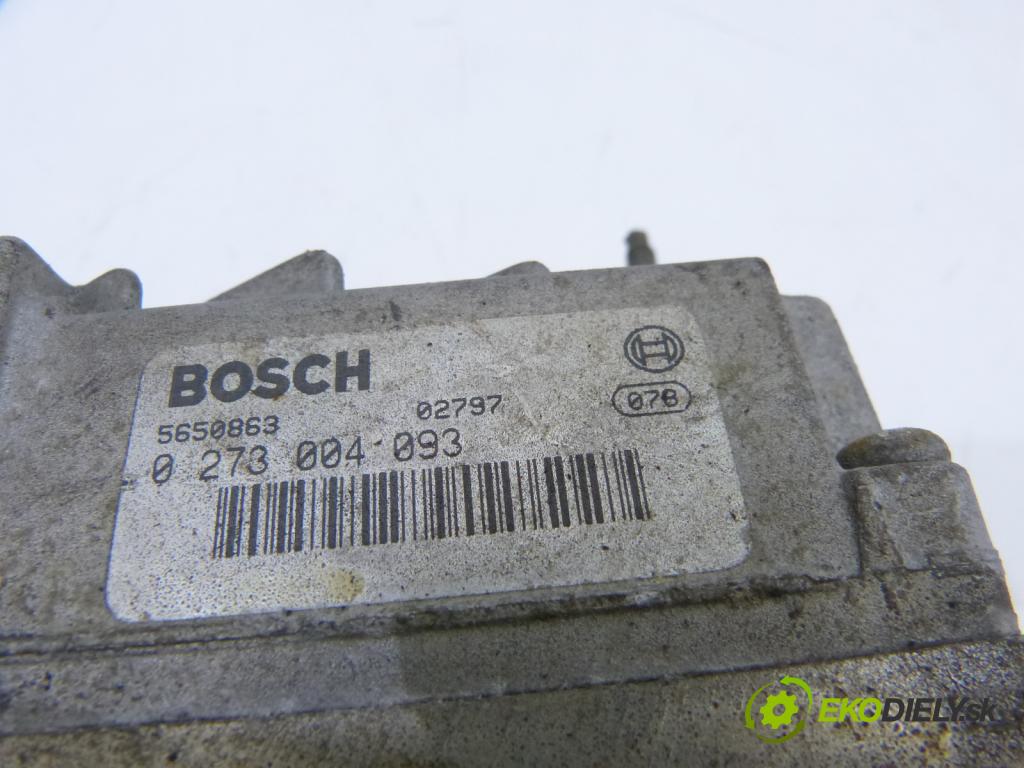 BOSCH
5650863 02797
078
0 273 004 093
EKODIELY.sk